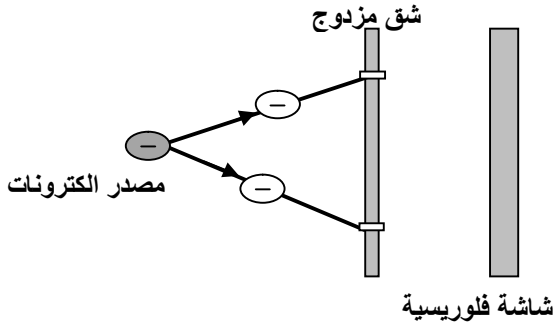 شق مزدوج
مصدر الكترونات
شاشة فلوريسية